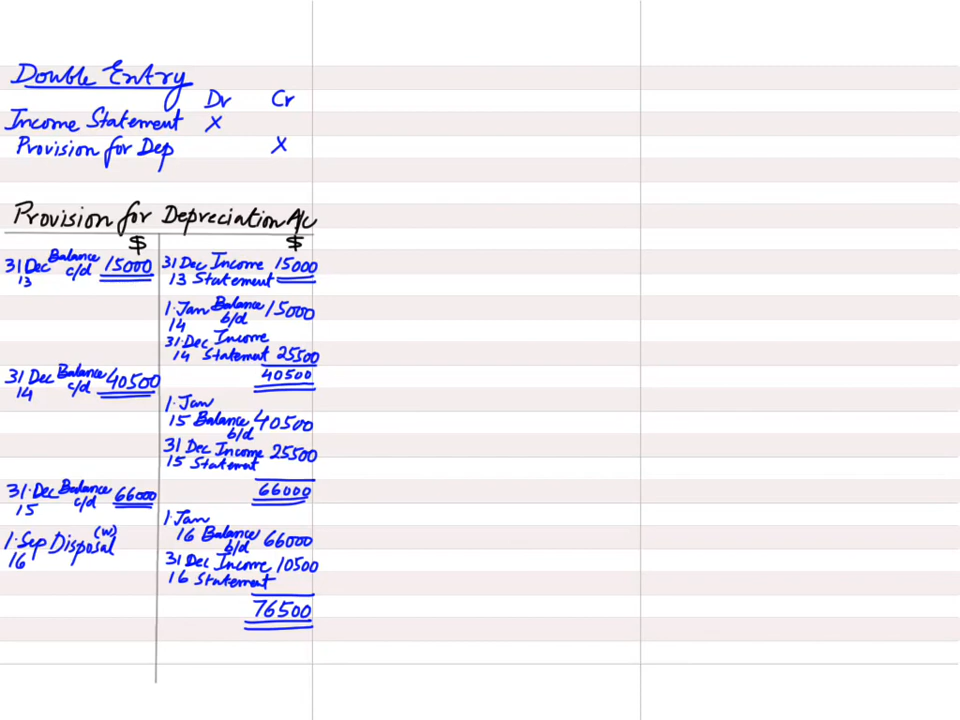 Double Entry
Dr Cr
Income Statement X
Provision for Dep X
Provision for Depreciation A/c
$ $
31 Dec Balance 15000 31 Dec Income 15000
13 c/d 13 Statement
1 Jan Balance 15000
14 b/d
31 Dec Income
14 Statement 25500
31 Dec Balance 40500 40500
14 c/d
1 Jan
15 Balance 40500
b/d
31 Dec Income 25500
15 Statement
31 Dec Balance 66000 66000
15 c/d
1 Jan
1 Sep Disposal (W) 16 Balance 66000
16 b/d
31 Dec Income 10500
16 Statement
76500